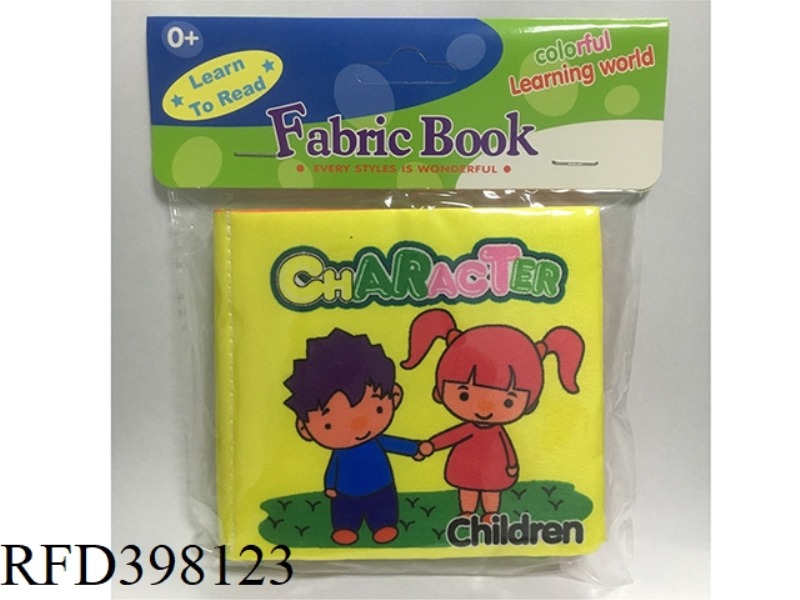 0+
Learn
To Read
colorful
Learning world
Fabric Book
• EVERY STYLES IS WONDERFUL •
CHARACTER
Children
RFD398123